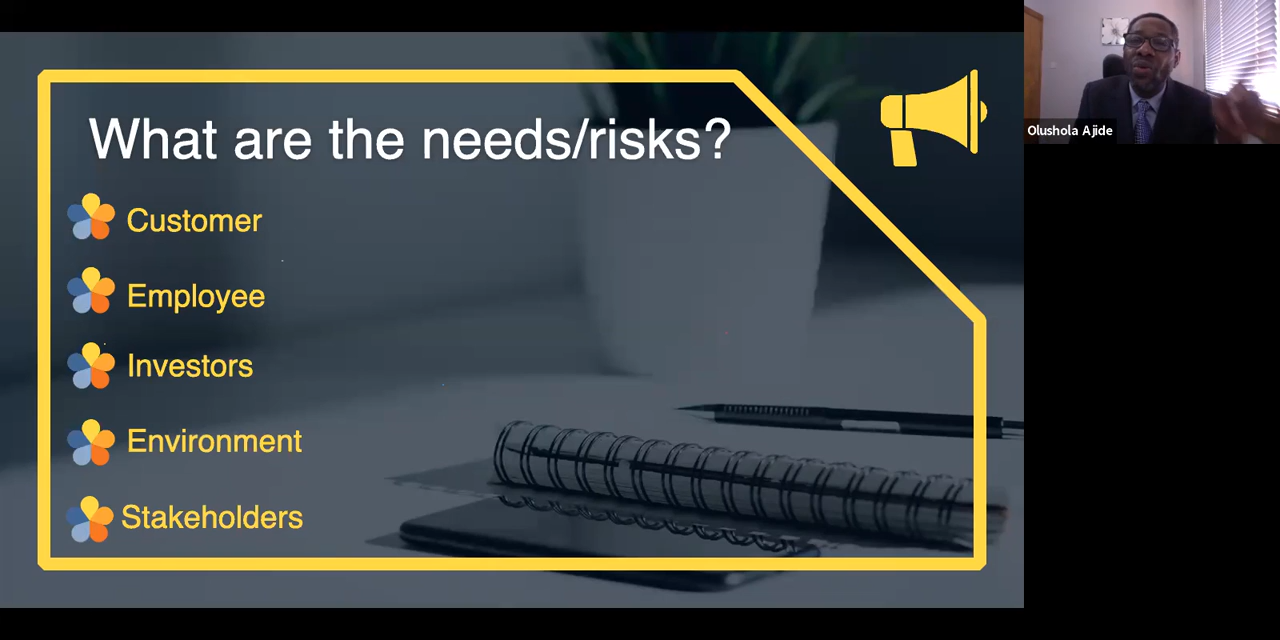 What are the needs/risks?
Customer
Employee
Investors
Environment
Stakeholders
Olushola Ajide